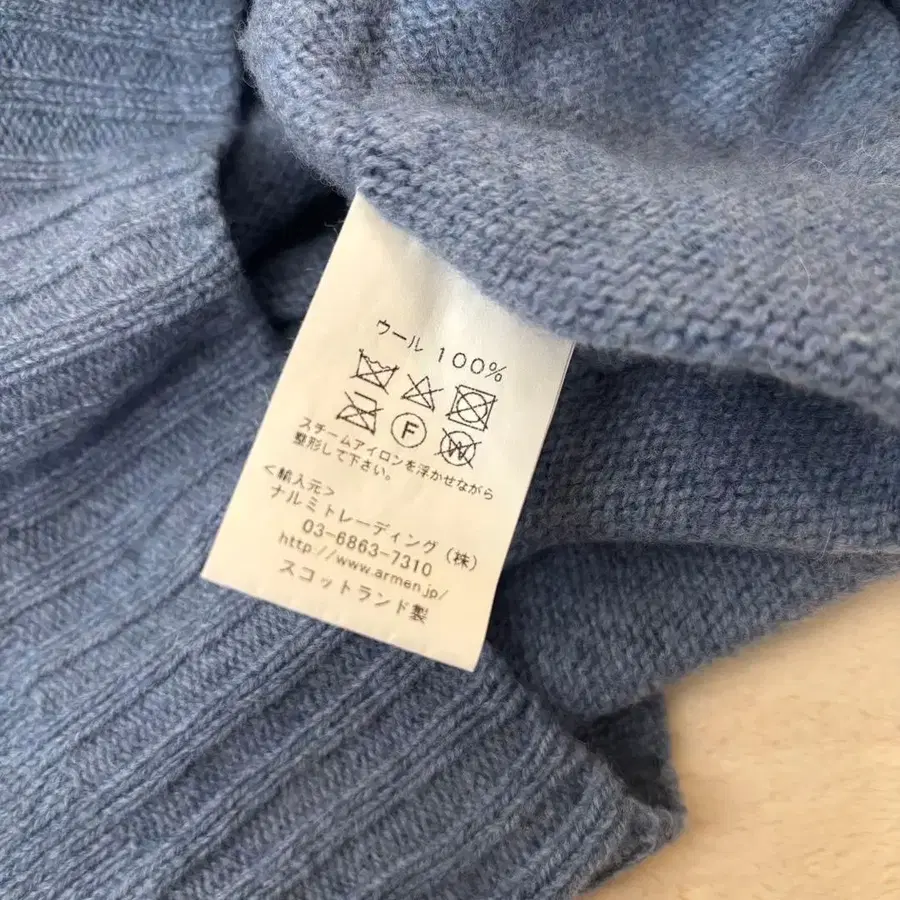 ウール 100%
F W
スチームアイロンを浮かせながら
整形して下さい。
<輸入元>
ナルミトレーディング(株)
03-6863-7310
http://www.armen.jp/
スコットランド製